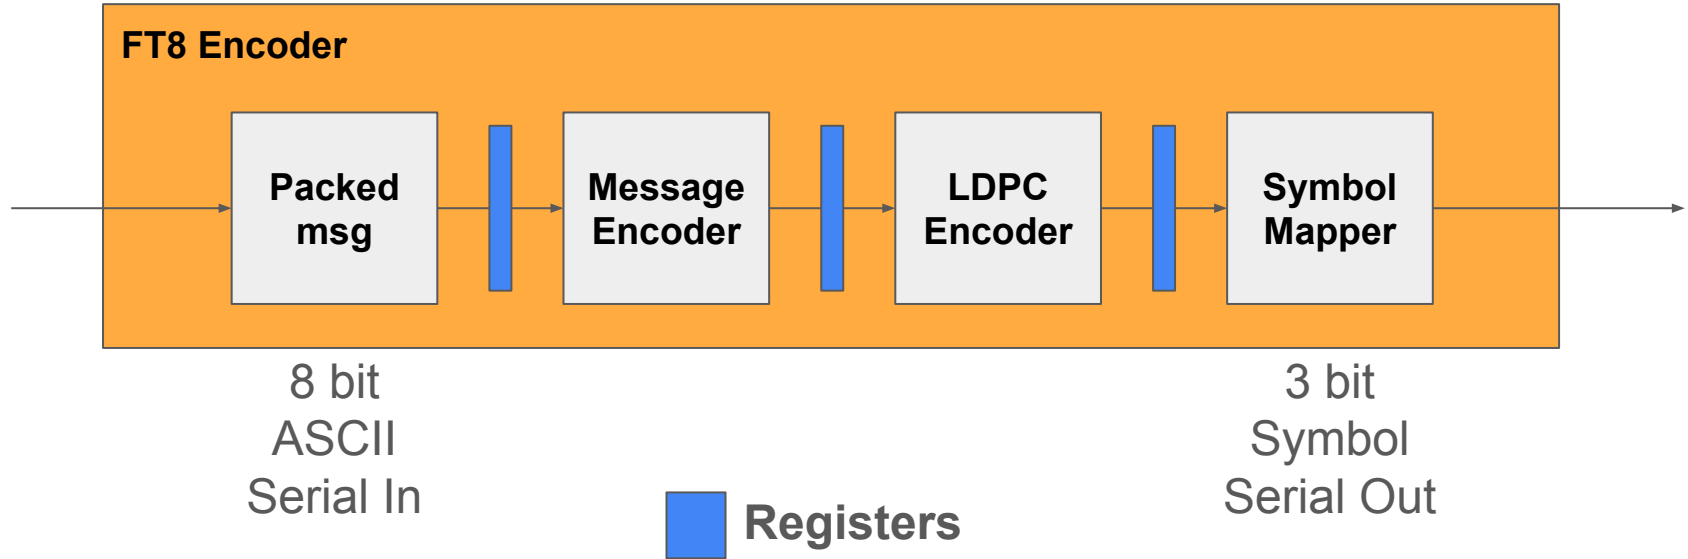 FT8 Encoder
Packed
msg
Message
Encoder
LDPC
Encoder
Symbol
Mapper
8 bit
ASCII
Serial In
3 bit
Symbol
Serial Out
Registers